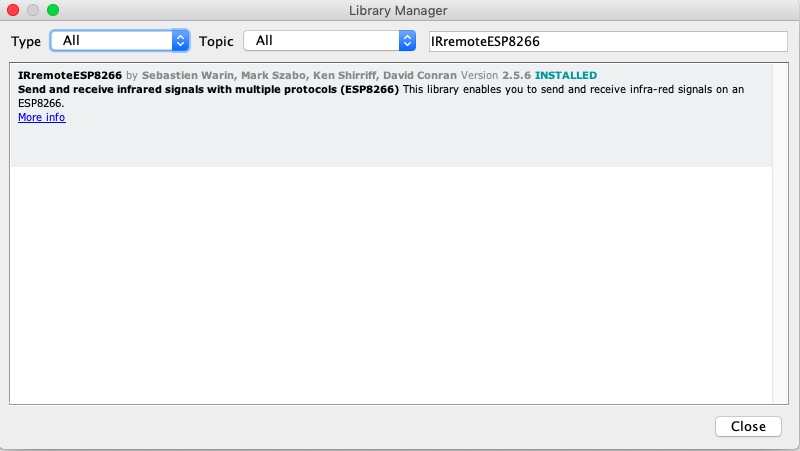 Library Manager
Type All Topic All IRremoteESP8266
IRremoteESP8266 by Sebastien Warin, Mark Szabo, Ken Shirriff, David Conran Version 2.5.6 INSTALLED
Send and receive infrared signals with multiple protocols (ESP8266) This library enables you to send and receive infra-red signals on an
ESP8266.
More info
Close